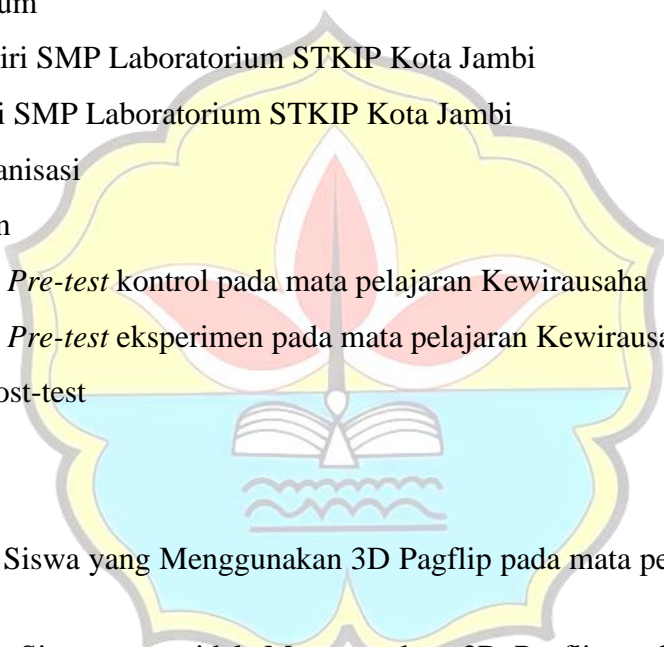 um
iri SMP Laboratorium STKIP Kota Jambi
i SMP Laboratorium STKIP Kota Jambi
anisasi
n
Pre-test kontrol pada mata pelajaran Kewirausaha
Pre-test eksperimen pada mata pelajaran Kewirausa
ost-test
Siswa yang Menggunakan 3D Pagflip pada mata pe